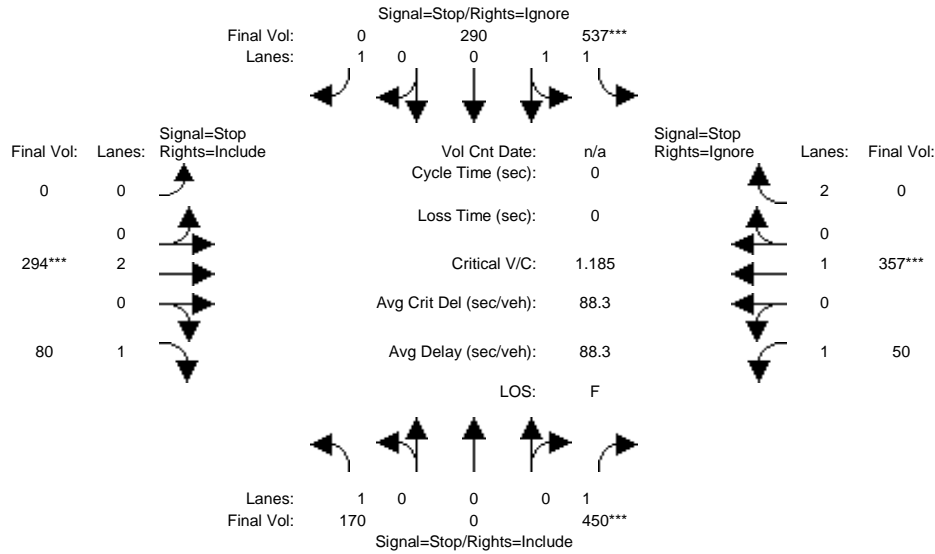 Signal=Stop/Rights=Ignore
Final Vol: 0 290 537***
Lanes: 1 0 0 1 1
Signal=Stop Signal=Stop
Final Vol: Lanes: Rights=Include Vol Cnt Date: n/a Rights=Ignore Lanes: Final Vol:
0 0 Cycle Time (sec): 0 2 0
0 Loss Time (sec): 0 0
294*** 2 Critical V/C: 1.185 1 357***
0 Avg Crit Del (sec/veh): 88.3 0
80 1 Avg Delay (sec/veh): 88.3 1 50
LOS: F
Lanes: 1 0 0 0 1
Final Vol: 170 0 450***
Signal=Stop/Rights=Include